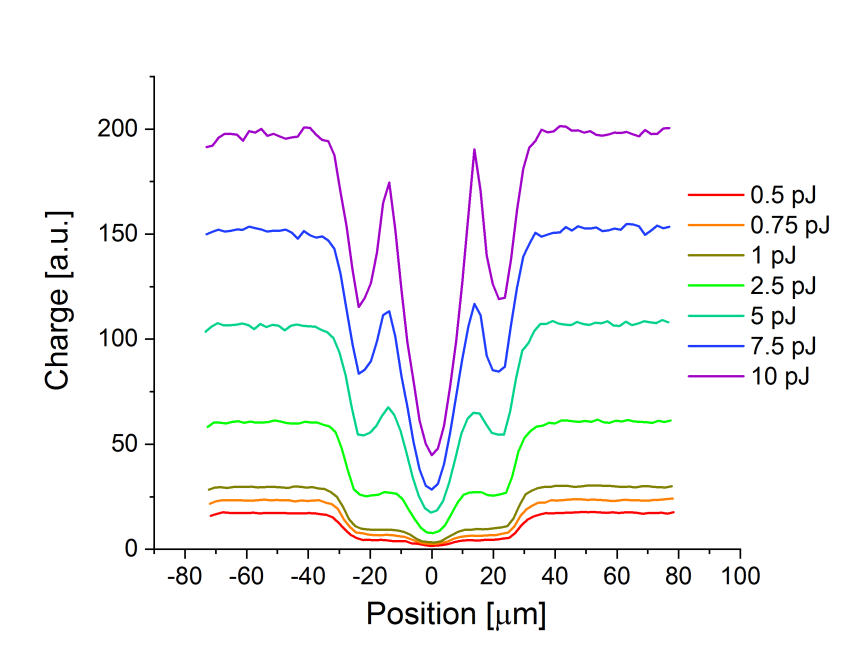 200
150
100
50
0
-80 -60 -40 -20 0 20 40 60 80 100
Charge [a.u.]
Position [μm]
0.5 pJ
0.75 pJ
1 pJ
2.5 pJ
5 pJ
7.5 pJ
10 pJ